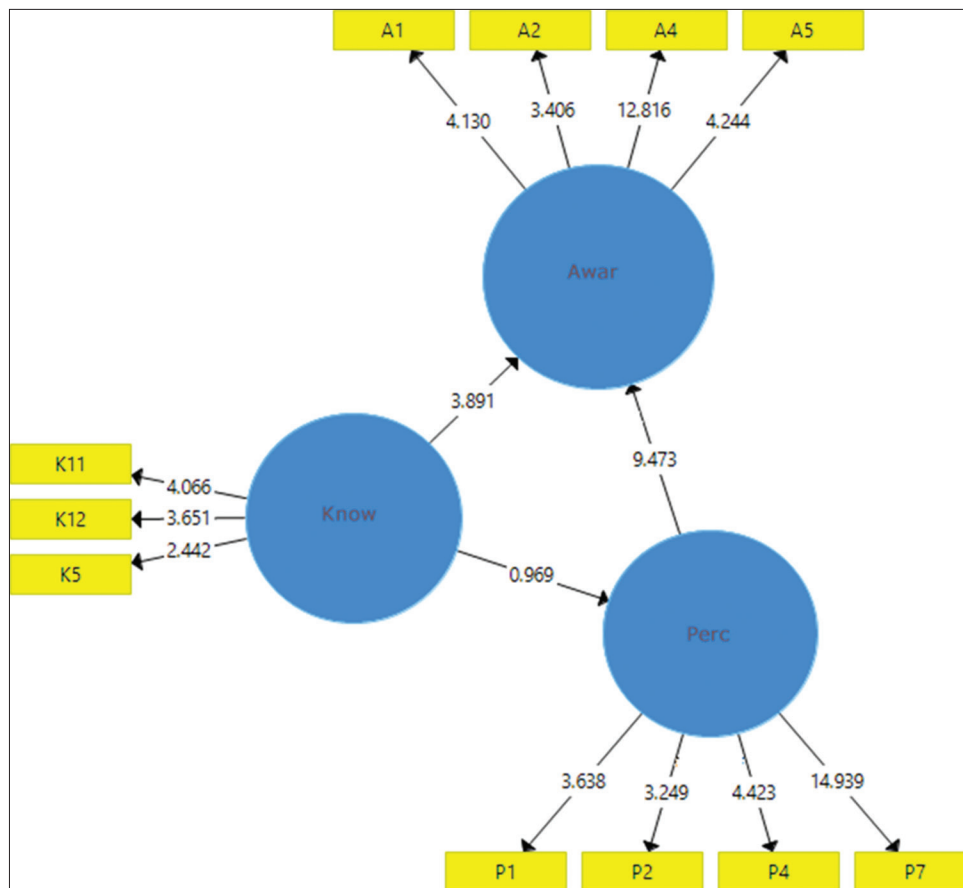 A1 A2 A4 A5
4.130 3.406 12.816 4.244
Awar
3.891
9.473
K11
4.066
K12
3.651
K5
2.442
Know
0.969
Perc
3.638 3.249 4.423 14.939
P1 P2 P4 P7